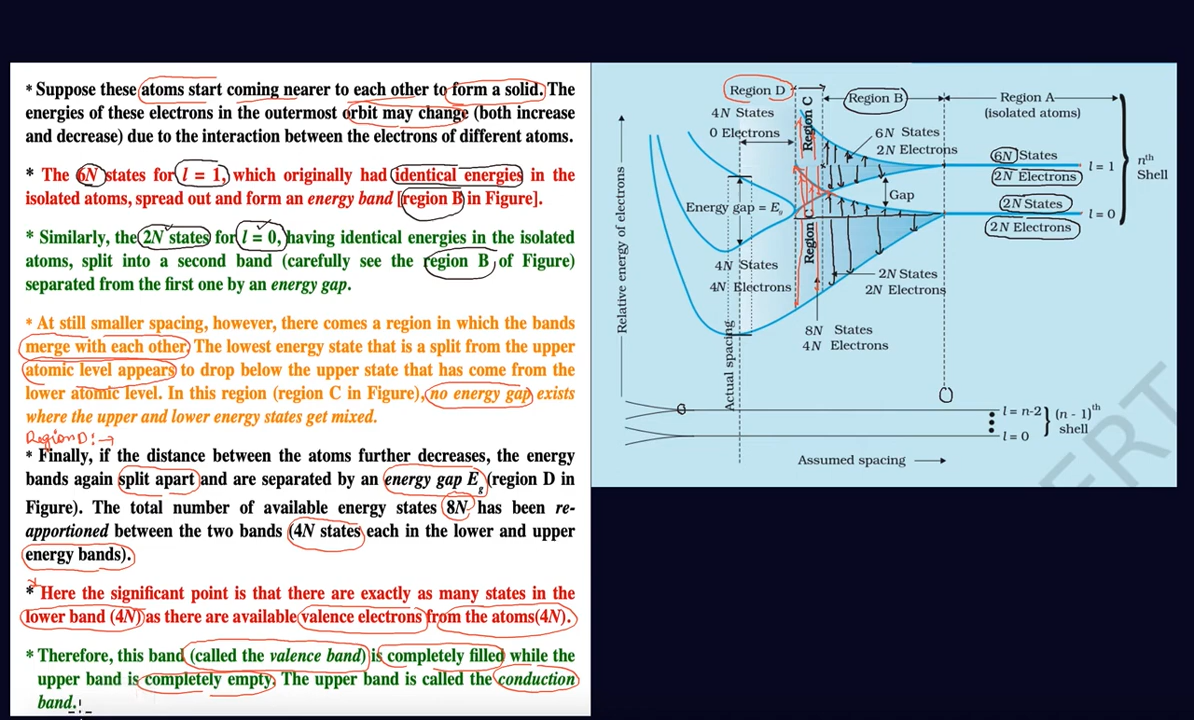 * Suppose these atoms start coming nearer to each other to form a solid. The
energies of these electrons in the outermost orbit may change (both increase
and decrease) due to the interaction between the electrons of different atoms.
* The 6N states for l = 1, which originally had identical energies in the
isolated atoms, spread out and form an energy band [region B in Figure].
* Similarly, the 2N states for l = 0, having identical energies in the isolated
atoms, split into a second band (carefully see the region B of Figure)
separated from the first one by an energy gap.
* At still smaller spacing, however, there comes a region in which the bands
merge with each other. The lowest energy state that is a split from the upper
atomic level appears to drop below the upper state that has come from the
lower atomic level. In this region (region C in Figure), no energy gap exists
where the upper and lower energy states get mixed.
Region D:→
* Finally, if the distance between the atoms further decreases, the energy
bands again split apart and are separated by an energy gap Eg (region D in
Figure). The total number of available energy states 8N has been re-
apportioned between the two bands (4N states each in the lower and upper
energy bands).
* Here the significant point is that there are exactly as many states in the
lower band (4N) as there are available valence electrons from the atoms(4N).
* Therefore, this band (called the valence band) is completely filled while the
upper band is completely empty. The upper band is called the conduction
band.
Region D
4N States
0 Electrons
Region C
Region B
Region A
(isolated atoms)
6N States
2N Electrons
6N States
2N Electrons
l = 1
nth
Shell
Gap
2N States
2N Electrons
l = 0
Energy gap = Eg
Region C
4N States
4N Electrons
2N States
2N Electrons
8N States
4N Electrons
Relative energy of electrons
Actual spacing
l = n-2
l = 0
(n - 1)th
shell
Assumed spacing
NCERT